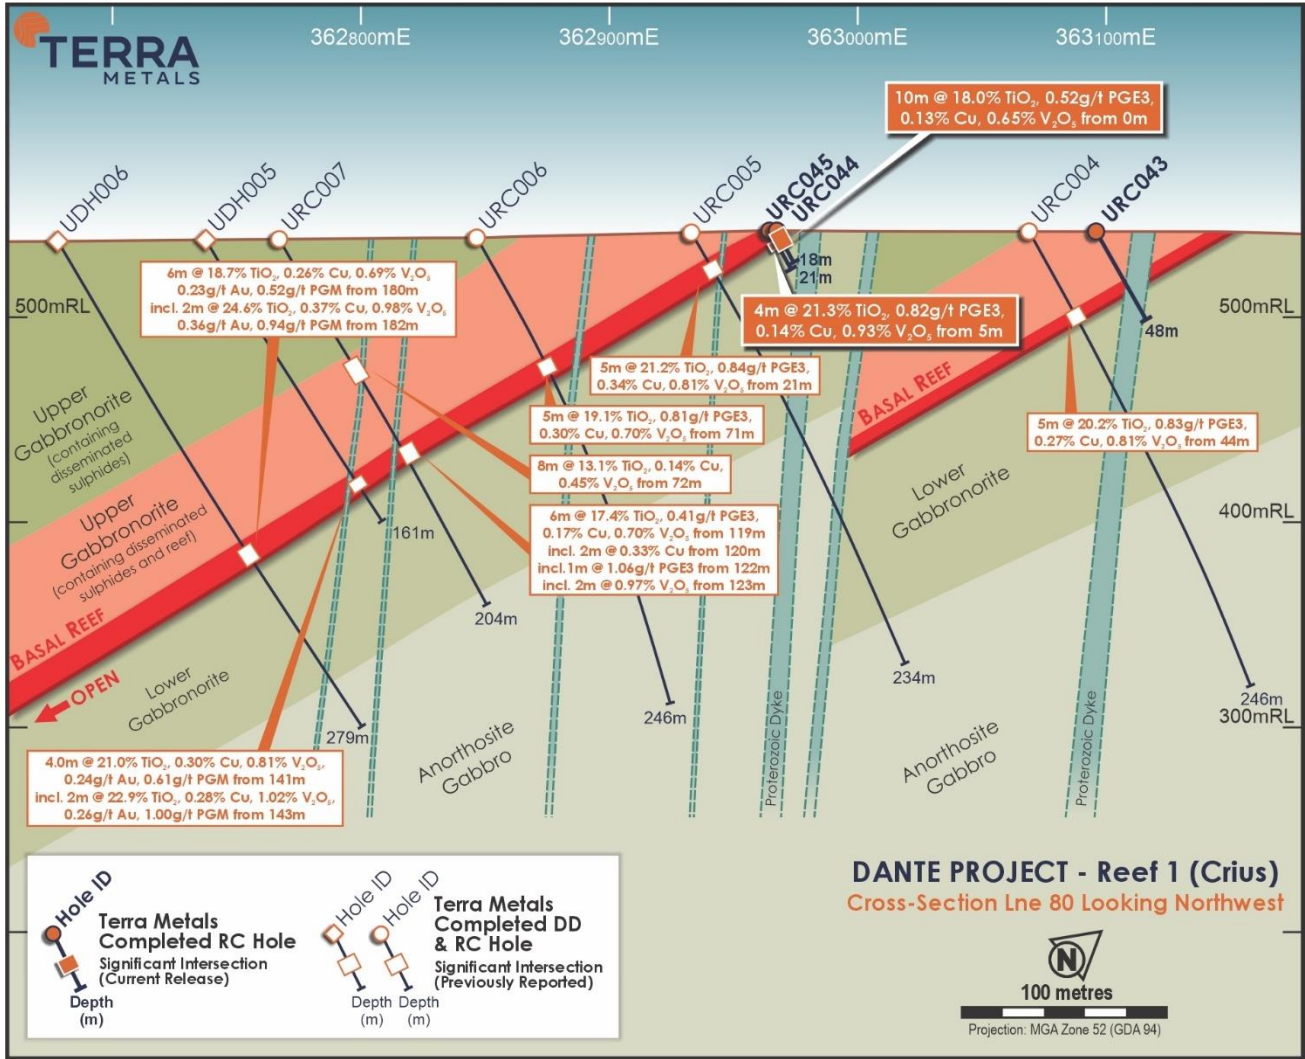 TERRA
METALS
362800mE
362900mE
363000mE
363100mE
10m @ 18.0% TiO₂, 0.52g/t PGE3,
0.13% Cu, 0.65% V₂O₅ from 0m
UDH006
UDH005
URC007
URC006
URC005
URC045
URC044
URC004
URC043
6m @ 18.7% TiO₂, 0.26% Cu, 0.69% V₂O₅
0.23g/t Au, 0.52g/t PGM from 180m
incl. 2m @ 24.6% TiO₂, 0.37% Cu, 0.98% V₂O₅
0.36g/t Au, 0.94g/t PGM from 182m
18m
21m
500mRL
500mRL
4m @ 21.3% TiO₂, 0.82g/t PGE3,
0.14% Cu, 0.93% V₂O₅ from 5m
48m
5m @ 21.2% TiO₂, 0.84g/t PGE3,
0.34% Cu, 0.81% V₂O₅ from 21m
BASAL REEF
5m @ 19.1% TiO₂, 0.81g/t PGE3,
0.30% Cu, 0.70% V₂O₅ from 71m
5m @ 20.2% TiO₂, 0.83g/t PGE3,
0.27% Cu, 0.81% V₂O₅ from 44m
Upper
Gabbronorite
(containing
disseminated
sulphides)
8m @ 13.1% TiO₂, 0.14% Cu,
0.45% V₂O₅ from 72m
Lower
Gabbronorite
Upper
Gabbronorite
(containing disseminated
sulphides and reef)
6m @ 17.4% TiO₂, 0.41g/t PGE3,
0.17% Cu, 0.70% V₂O₅ from 119m
incl. 2m @ 0.33% Cu from 120m
incl.1m @ 1.06g/t PGE3 from 122m
incl. 2m @ 0.97% V₂O₅ from 123m
400mRL
161m
204m
BASAL REEF
OPEN
Lower
Gabbronorite
279m
246m
234m
246m
300mRL
Anorthosite
Gabbro
Proterozoic Dyke
Anorthosite
Gabbro
Proterozoic Dyke
4.0m @ 21.0% TiO₂, 0.30% Cu, 0.81% V₂O₅,
0.24g/t Au, 0.61g/t PGM from 141m
incl. 2m @ 22.9% TiO₂, 0.28% Cu, 1.02% V₂O₅,
0.26g/t Au, 1.00g/t PGM from 143m
Hole ID
Terra Metals
Completed RC Hole
Significant Intersection
(Current Release)
Depth
(m)
Hole ID
Hole ID
Terra Metals
Completed DD
& RC Hole
Significant Intersection
(Previously Reported)
Depth
(m)
Depth
(m)
DANTE PROJECT - Reef 1 (Crius)
Cross-Section Lne 80 Looking Northwest
N
100 metres
Projection: MGA Zone 52 (GDA 94)